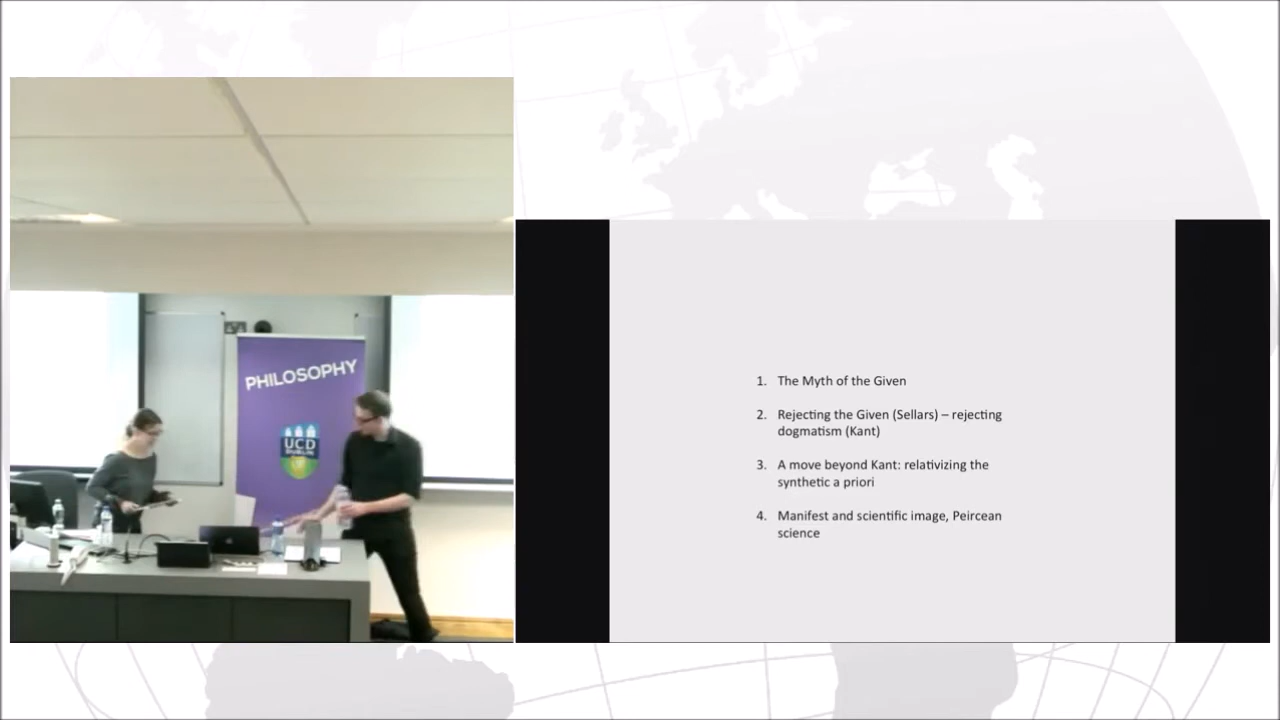 PHILOSOPHY
UCD
DUBLIN
1. The Myth of the Given
2. Rejecting the Given (Sellars) – rejecting
dogmatism (Kant)
3. A move beyond Kant: relativizing the
synthetic a priori
4. Manifest and scientific image, Peircean
science